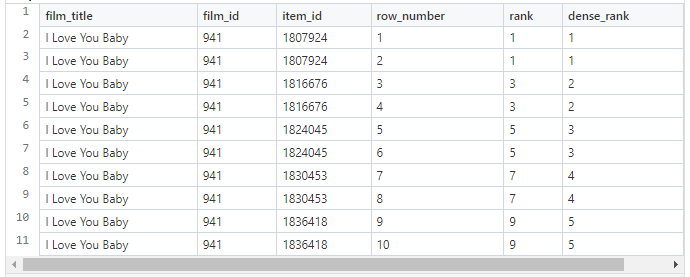 1 film_title film_id item_id row_number rank dense_rank
2 I Love You Baby 941 1807924 1 1 1
3 I Love You Baby 941 1807924 2 1 1
4 I Love You Baby 941 1816676 3 3 2
5 I Love You Baby 941 1816676 4 3 2
6 I Love You Baby 941 1824045 5 5 3
7 I Love You Baby 941 1824045 6 5 3
8 I Love You Baby 941 1830453 7 7 4
9 I Love You Baby 941 1830453 8 7 4
10 I Love You Baby 941 1836418 9 9 5
11 I Love You Baby 941 1836418 10 9 5